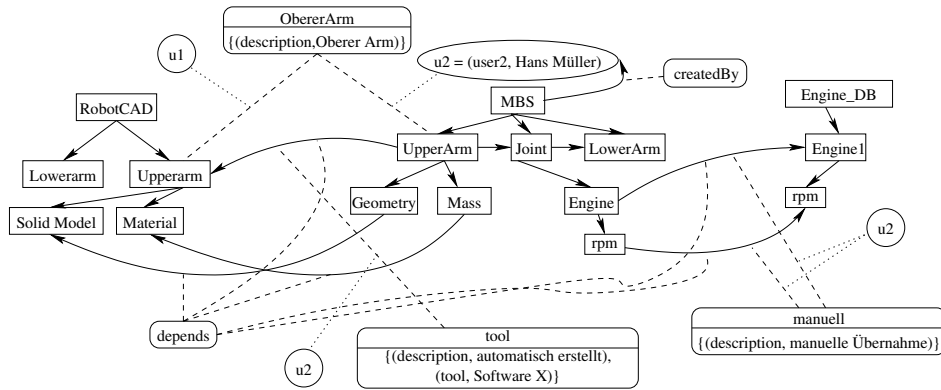 ObererArm
{(description,Oberer Arm)}
u1
u2 = (user2, Hans Müller)
createdBy
RobotCAD
MBS
Engine_DB
Lowerarm
Upperarm
UpperArm
Joint
LowerArm
Engine1
Solid Model
Material
Geometry
Mass
Engine
rpm
rpm
u2
depends
u2
tool
{(description, automatisch erstellt),
(tool, Software X)}
manuell
{(description, manuelle Übernahme)}